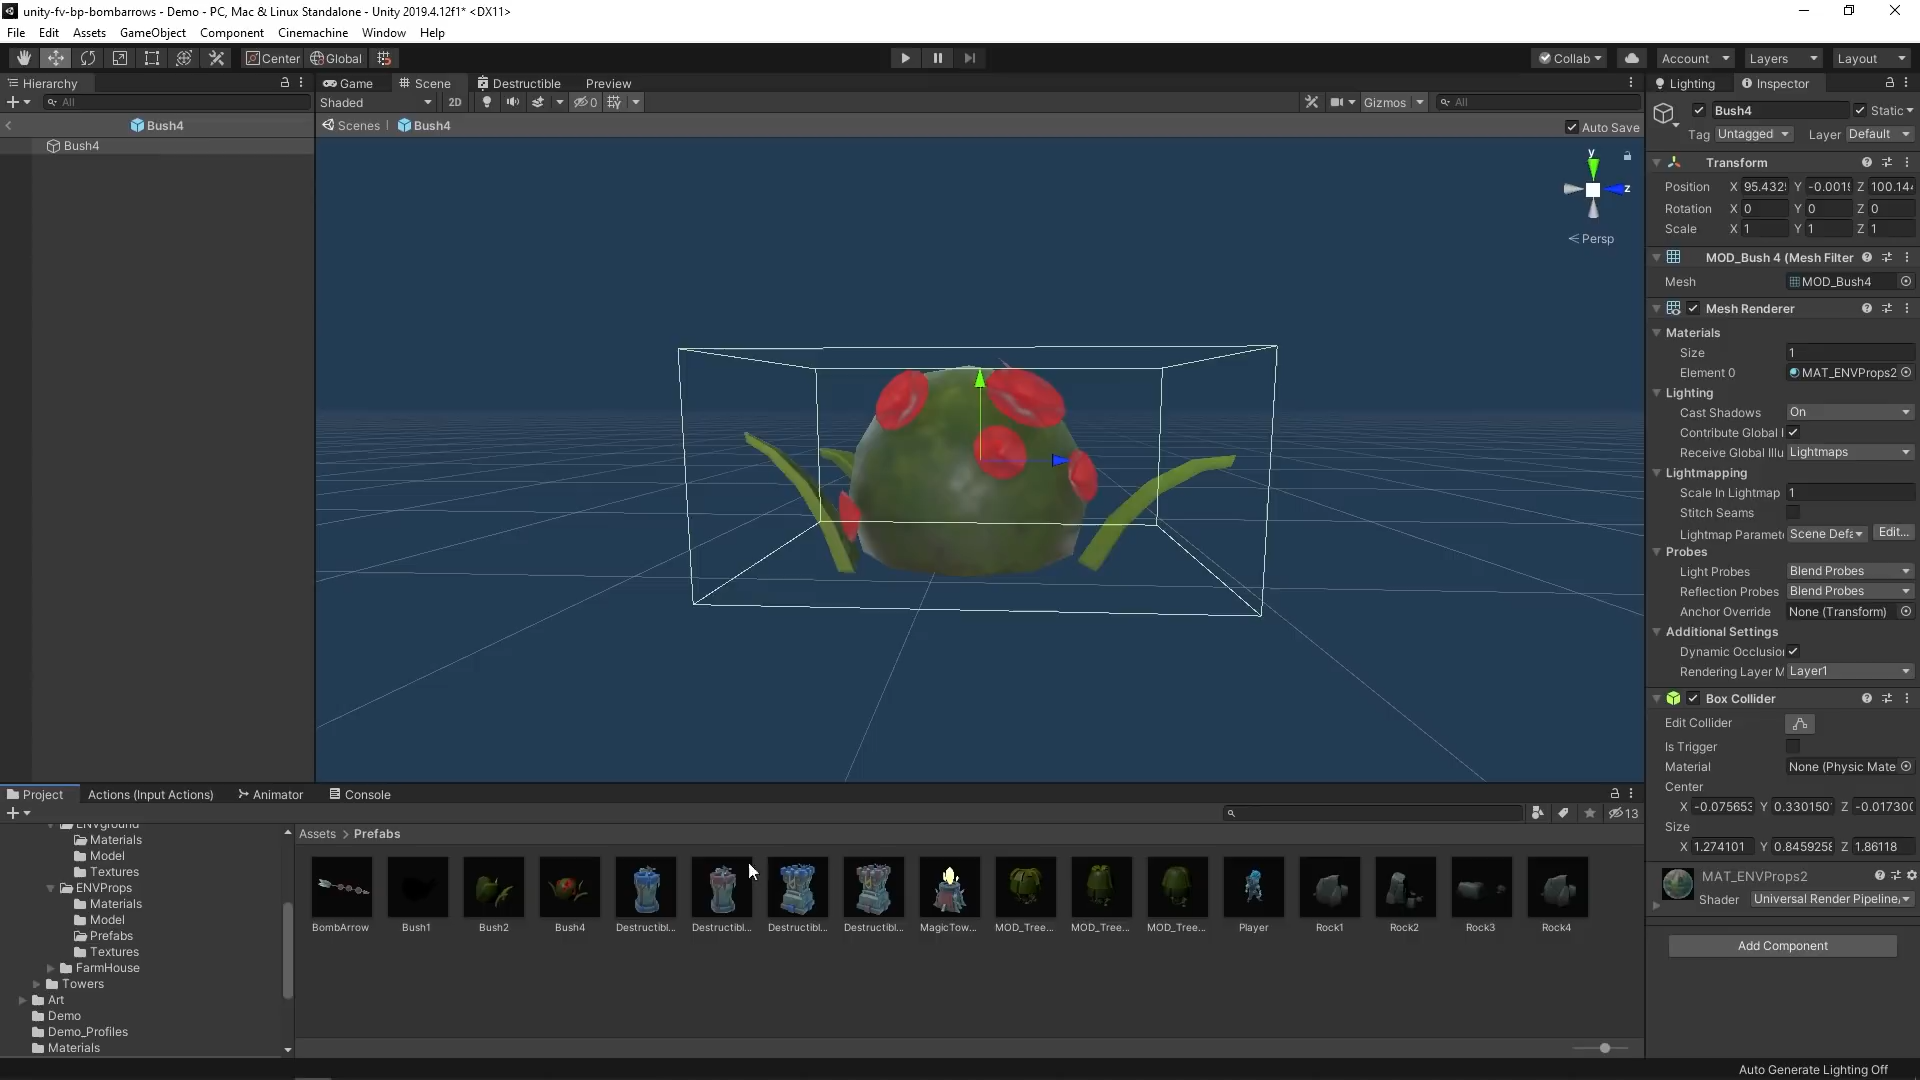 unity-fv-bp-bombarrows - Demo - PC, Mac & Linux Standalone - Unity 2019.4.12f1* <DX11>
File Edit Assets GameObject Component Cinemachine Window Help
Center Global Collab Account Layers Layout
Hierarchy Game Scene Destructible Preview Lighting Inspector
All Shaded 2D 0 Gizmos All
Bush4 Static
Bush4 Scenes Bush4 Auto Save
Tag Untagged Layer Default
Bush4
y
z
Persp
Transform
Position X 95.432 Y -0.001 Z 100.14
Rotation X 0 Y 0 Z 0
Scale X 1 Y 1 Z 1
MOD_Bush 4 (Mesh Filter
Mesh MOD_Bush4
Mesh Renderer
Materials
Size 1
Element 0 MAT_ENVProps2
Lighting
Cast Shadows On
Contribute Global I
Receive Global Illu Lightmaps
Lightmapping
Scale In Lightmap 1
Stitch Seams
Lightmap Paramet Scene Defa Edit...
Probes
Light Probes Blend Probes
Reflection Probes Blend Probes
Anchor Override None (Transform)
Additional Settings
Dynamic Occlusio
Rendering Layer M Layer1
Box Collider
Edit Collider
Is Trigger
Material None (Physic Mate
Center
X -0.075653 Y 0.330150 Z -0.01730
Size
X 1.274101 Y 0.845925 Z 1.86118
MAT_ENVProps2
Shader Universal Render Pipeline
Add Component
Project Actions (Input Actions) Animator Console
13
Assets > Prefabs
ENVground
Materials
Model
Textures
ENVProps
Materials
Model
Prefabs
Textures
FarmHouse
Towers
Art
Demo
Demo_Profiles
Materials
BombArrow Bush1 Bush2 Bush4 Destructibl... Destructibl... Destructibl... Destructibl... MagicTow... MOD_Tree... MOD_Tree... MOD_Tree... Player Rock1 Rock2 Rock3 Rock4
Auto Generate Lighting Off